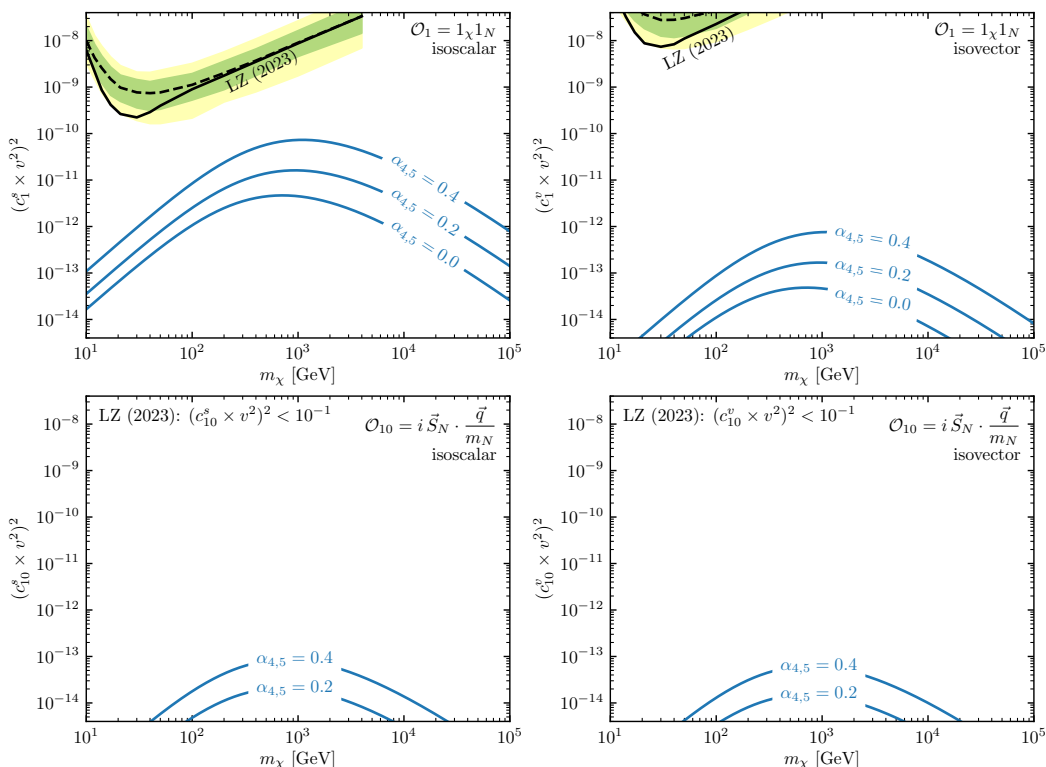 10⁻⁸
10⁻⁹
10⁻¹⁰
10⁻¹¹
10⁻¹²
10⁻¹³
10⁻¹⁴
(c₁ˢ × v²)²
𝒪₁ = 1_χ 1_N
isoscalar
LZ (2023)
α₄,₅ = 0.4
α₄,₅ = 0.2
α₄,₅ = 0.0
10¹ 10² 10³ 10⁴ 10⁵
m_χ [GeV]
10⁻⁸
10⁻⁹
10⁻¹⁰
10⁻¹¹
10⁻¹²
10⁻¹³
10⁻¹⁴
(c₁ᵛ × v²)²
𝒪₁ = 1_χ 1_N
isovector
LZ (2023)
α₄,₅ = 0.4
α₄,₅ = 0.2
α₄,₅ = 0.0
10¹ 10² 10³ 10⁴ 10⁵
m_χ [GeV]
10⁻⁸
10⁻⁹
10⁻¹⁰
10⁻¹¹
10⁻¹²
10⁻¹³
10⁻¹⁴
(c₁₀ˢ × v²)²
LZ (2023): (c₁₀ˢ × v²)² < 10⁻¹
𝒪₁₀ = i S⃗_N · q⃗/m_N
isoscalar
α₄,₅ = 0.4
α₄,₅ = 0.2
10¹ 10² 10³ 10⁴ 10⁵
m_χ [GeV]
10⁻⁸
10⁻⁹
10⁻¹⁰
10⁻¹¹
10⁻¹²
10⁻¹³
10⁻¹⁴
(c₁₀ᵛ × v²)²
LZ (2023): (c₁₀ᵛ × v²)² < 10⁻¹
𝒪₁₀ = i S⃗_N · q⃗/m_N
isovector
α₄,₅ = 0.4
α₄,₅ = 0.2
10¹ 10² 10³ 10⁴ 10⁵
m_χ [GeV]